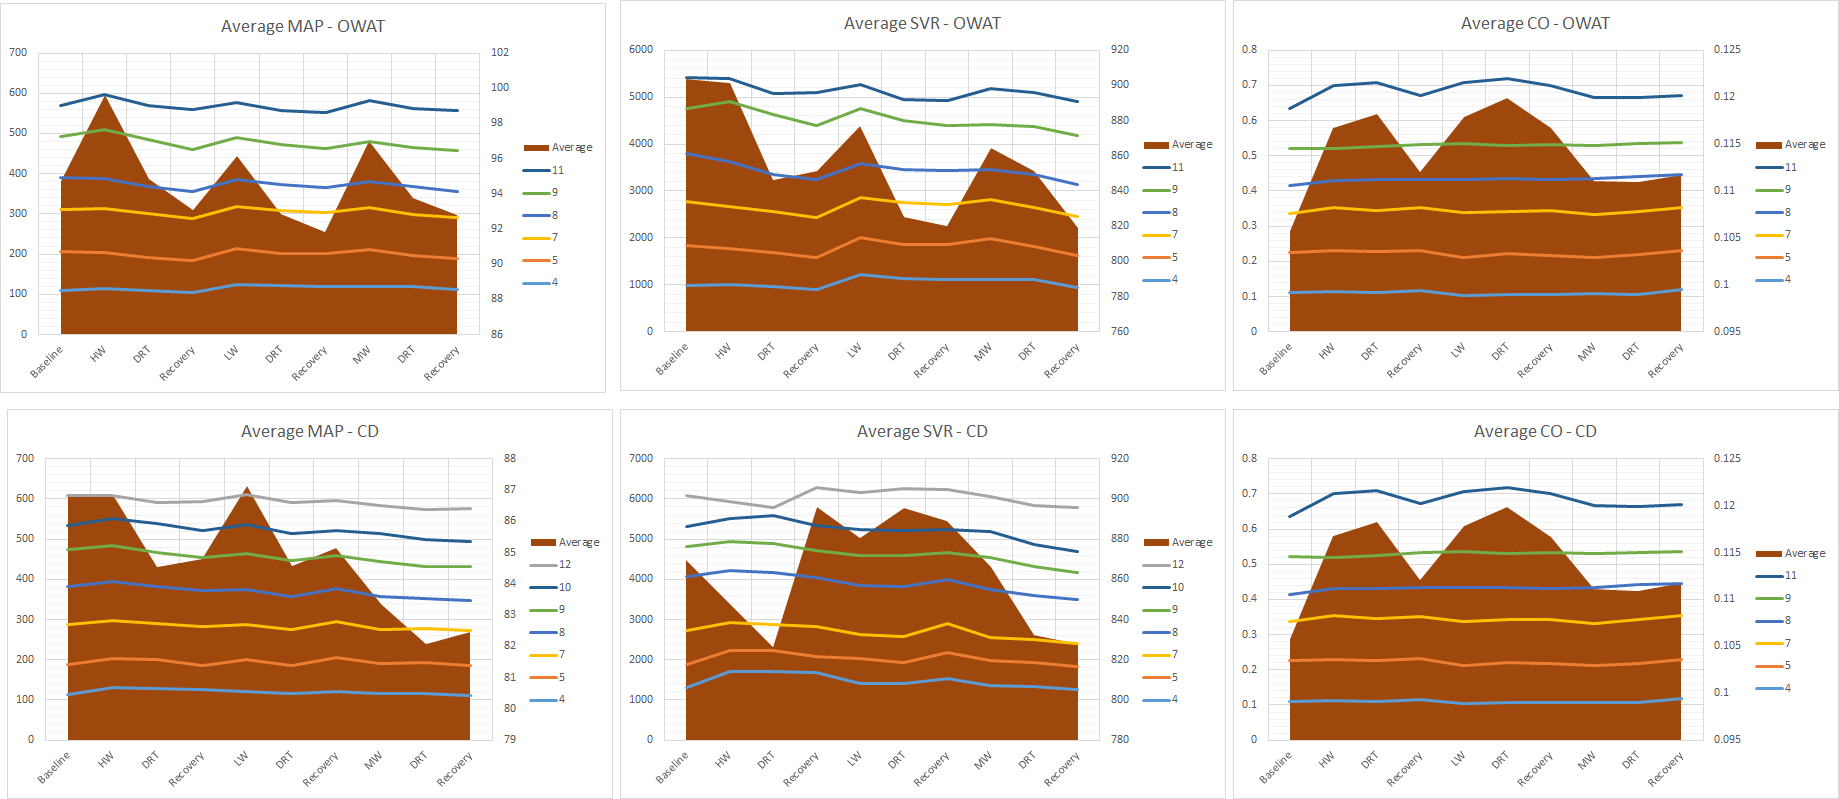 Average MAP - OWAT
700
600
500
400
300
200
100
0
102
100
98
96
94
92
90
88
86
Baseline
HW
DRT
Recovery
LW
DRT
Recovery
MW
DRT
Recovery
Average
11
9
8
7
5
4
Average SVR - OWAT
6000
5000
4000
3000
2000
1000
0
920
900
880
860
840
820
800
780
760
Baseline
HW
DRT
Recovery
LW
DRT
Recovery
MW
DRT
Recovery
Average
11
9
8
7
5
4
Average CO - OWAT
0.8
0.7
0.6
0.5
0.4
0.3
0.2
0.1
0
0.125
0.12
0.115
0.11
0.105
0.1
0.095
Baseline
HW
DRT
Recovery
LW
DRT
Recovery
MW
DRT
Recovery
Average
11
9
8
7
5
4
Average MAP - CD
700
600
500
400
300
200
100
0
88
87
86
85
84
83
82
81
80
79
Baseline
HW
DRT
Recovery
LW
DRT
Recovery
MW
DRT
Recovery
Average
12
10
9
8
7
5
4
Average SVR - CD
7000
6000
5000
4000
3000
2000
1000
0
920
900
880
860
840
820
800
780
Baseline
HW
DRT
Recovery
LW
DRT
Recovery
MW
DRT
Recovery
Average
12
10
9
8
7
5
4
Average CO - CD
0.8
0.7
0.6
0.5
0.4
0.3
0.2
0.1
0
0.125
0.12
0.115
0.11
0.105
0.1
0.095
Baseline
HW
DRT
Recovery
LW
DRT
Recovery
MW
DRT
Recovery
Average
11
9
8
7
5
4